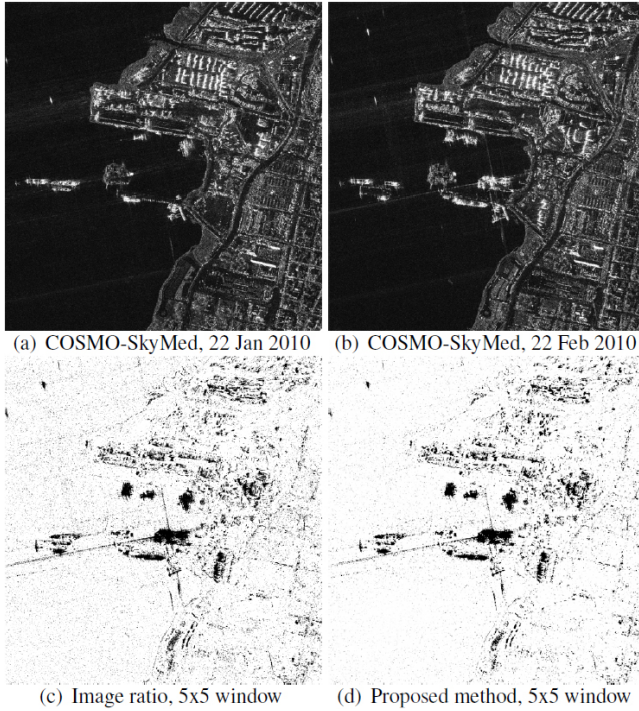 (a) COSMO-SkyMed, 22 Jan 2010
(b) COSMO-SkyMed, 22 Feb 2010
(c) Image ratio, 5x5 window
(d) Proposed method, 5x5 window